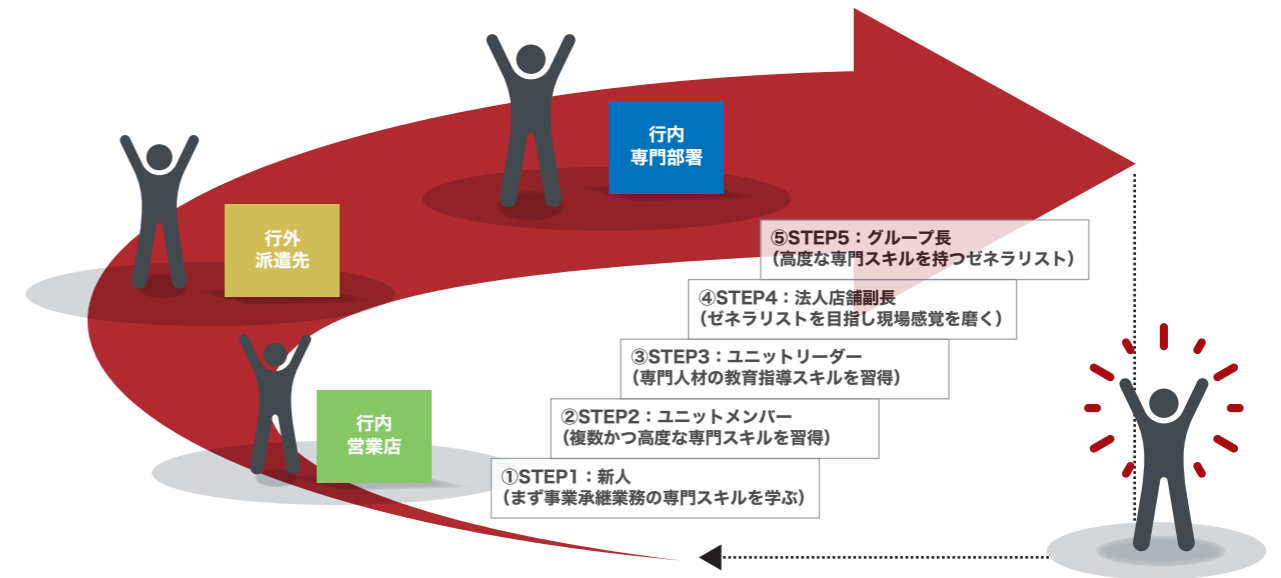 行内
専門部署
行外
派遣先
行内
営業店
⑤STEP5：グループ長
（高度な専門スキルを持つゼネラリスト）
④STEP4：法人店舗副長
（ゼネラリストを目指し現場感覚を磨く）
③STEP3：ユニットリーダー
（専門人材の教育指導スキルを習得）
②STEP2：ユニットメンバー
（複数かつ高度な専門スキルを習得）
①STEP1：新人
（まず事業承継業務の専門スキルを学ぶ）